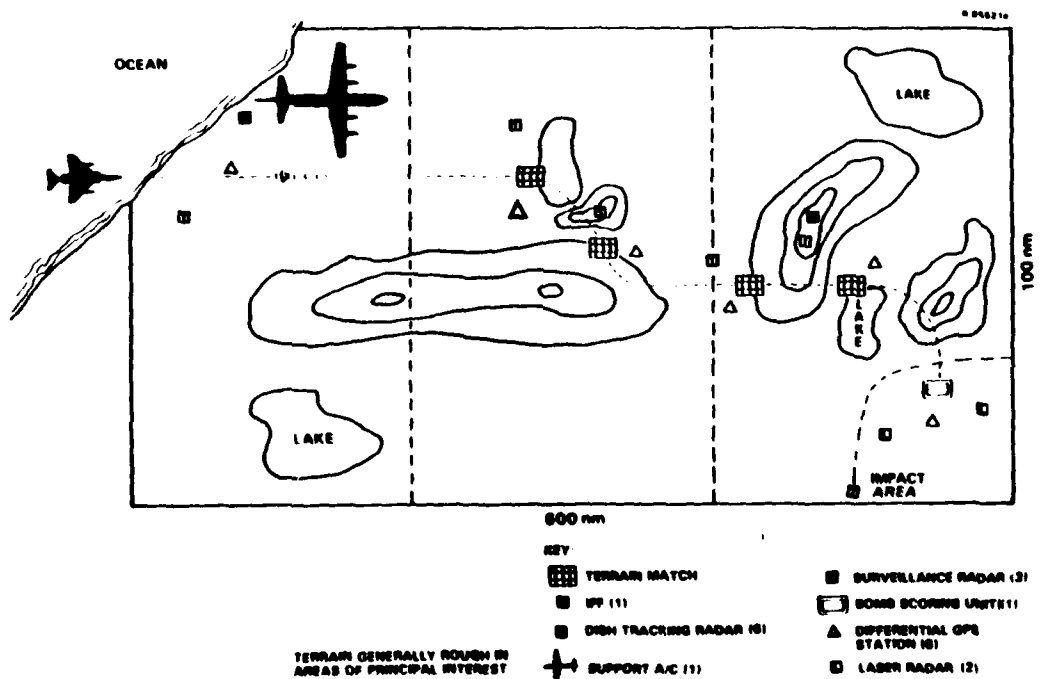 OCEAN
LAKE
LAKE
LAKE
IMPACT
AREA
100 nm
600 nm
KEY
TERRAIN MATCH
IFF (1)
DISH TRACKING RADAR (6)
SUPPORT A/C (1)
SURVEILLANCE RADAR (3)
BOMB SCORING UNIT(1)
DIFFERENTIAL GPS
STATION (6)
LASER RADAR (2)
TERRAIN GENERALLY ROUGH IN
AREAS OF PRINCIPAL INTEREST